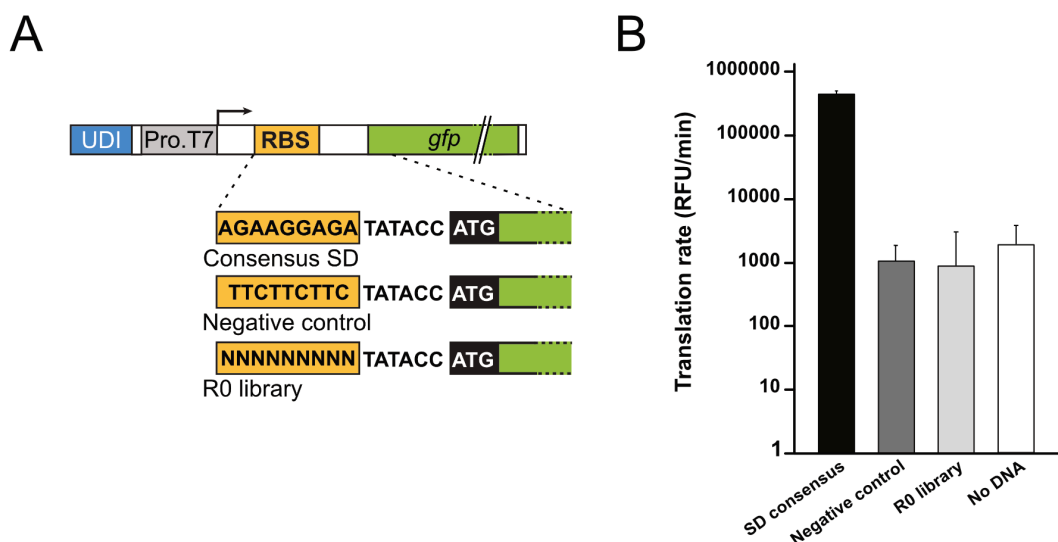 A
UDI Pro.T7 RBS gfp
AGAAGGAGA TATACC ATG
Consensus SD
TTCTTCTTC TATACC ATG
Negative control
NNNNNNNNN TATACC ATG
R0 library
B
Translation rate (RFU/min)
1000000
100000
10000
1000
100
10
1
SD consensus
Negative control
R0 library
No DNA